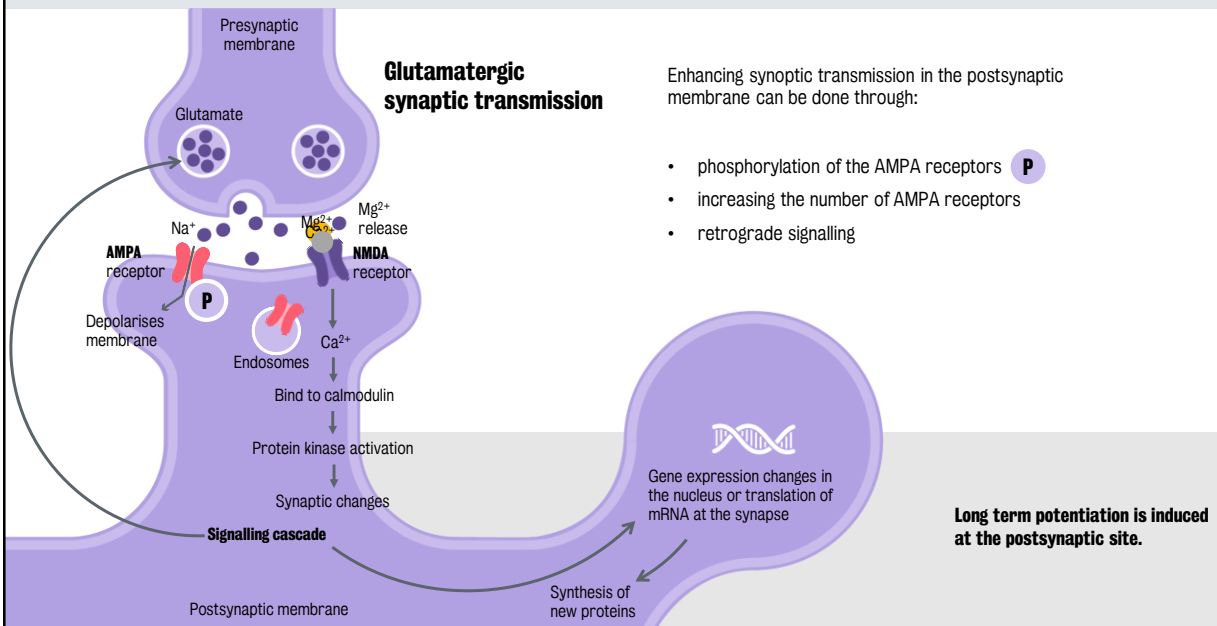 Presynaptic
membrane
Glutamatergic
synaptic transmission
Enhancing synoptic transmission in the postsynaptic
membrane can be done through:
Glutamate
• phosphorylation of the AMPA receptors P
• increasing the number of AMPA receptors
• retrograde signalling
Na⁺
Mg²⁺
Ca²⁺
Mg²⁺
release
AMPA
receptor
NMDA
receptor
P
Depolarises
membrane
Endosomes
Ca²⁺
Bind to calmodulin
Protein kinase activation
Synaptic changes
Signalling cascade
Gene expression changes in
the nucleus or translation of
mRNA at the synapse
Long term potentiation is induced
at the postsynaptic site.
Synthesis of
new proteins
Postsynaptic membrane